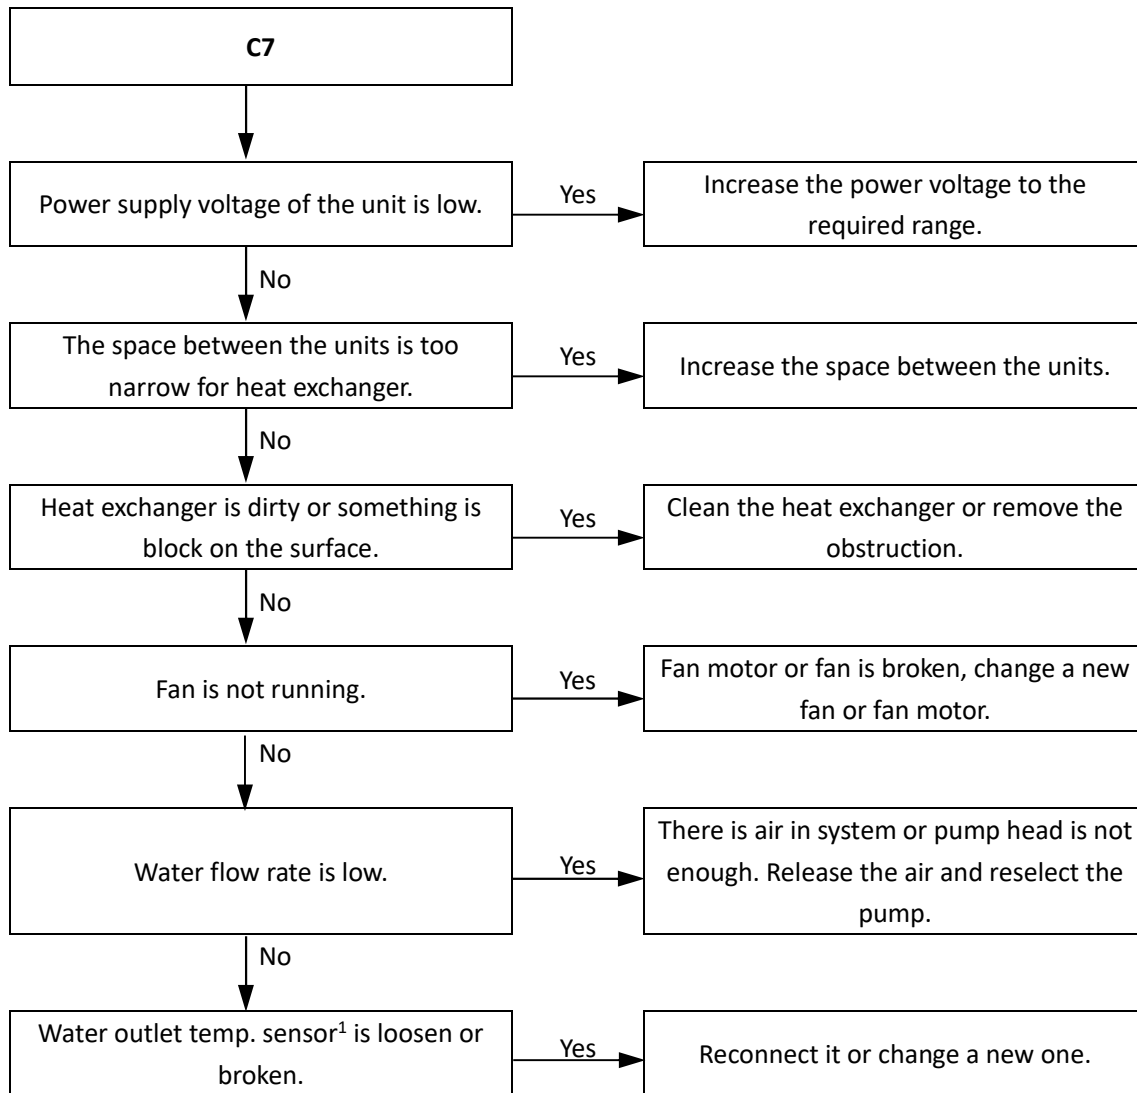 C7
Power supply voltage of the unit is low.
Yes
Increase the power voltage to the
required range.
No
The space between the units is too
narrow for heat exchanger.
Yes
Increase the space between the units.
No
Heat exchanger is dirty or something is
block on the surface.
Yes
Clean the heat exchanger or remove the
obstruction.
No
Fan is not running.
Yes
Fan motor or fan is broken, change a new
fan or fan motor.
No
Water flow rate is low.
Yes
There is air in system or pump head is not
enough. Release the air and reselect the
pump.
No
Water outlet temp. sensor¹ is loosen or
broken.
Yes
Reconnect it or change a new one.